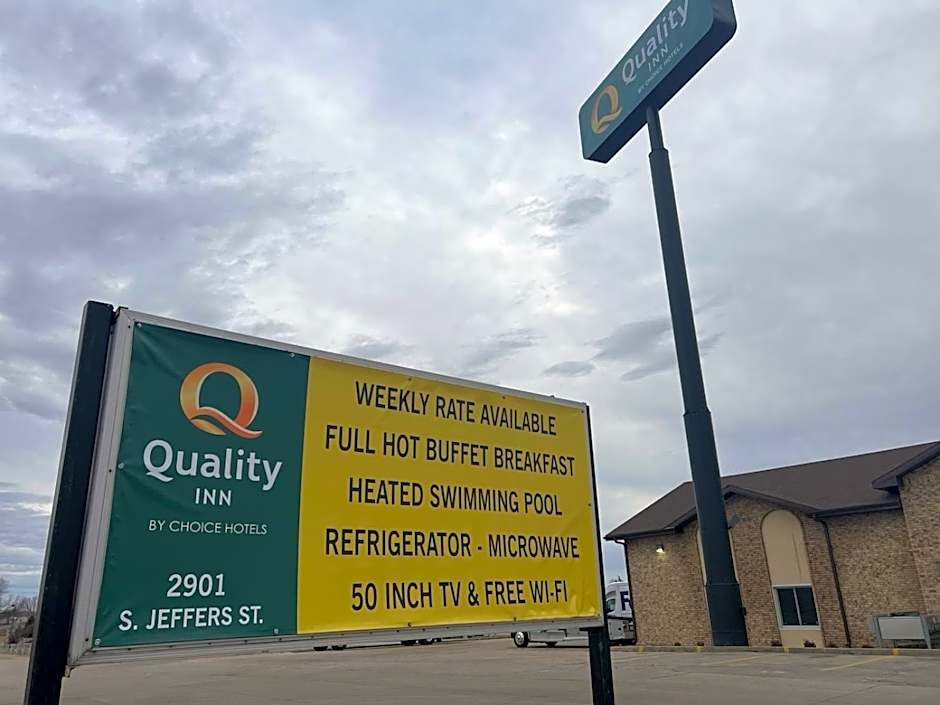 Quality
INN
BY CHOICE HOTELS
Quality
INN
BY CHOICE HOTELS
2901
S. JEFFERS ST.
WEEKLY RATE AVAILABLE
FULL HOT BUFFET BREAKFAST
HEATED SWIMMING POOL
REFRIGERATOR - MICROWAVE
50 INCH TV & FREE WI-FI